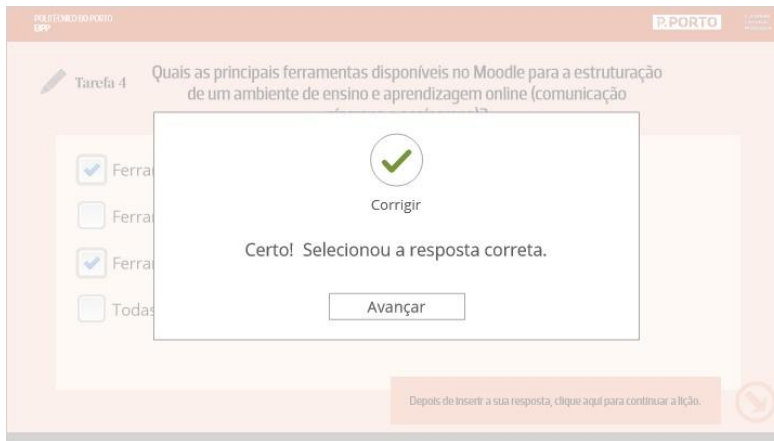 POLITÉCNICO DO PORTO
P.PORTO
Tarefa 4
Quais as principais ferramentas disponíveis no Moodle para a estruturação
de um ambiente de ensino e aprendizagem online (comunicação
Corrigir
Certo! Selecionou a resposta correta.
Avançar
Ferra
Ferra
Ferra
Todas
Depois de inserir a sua resposta, clique aqui para continuar a lição.